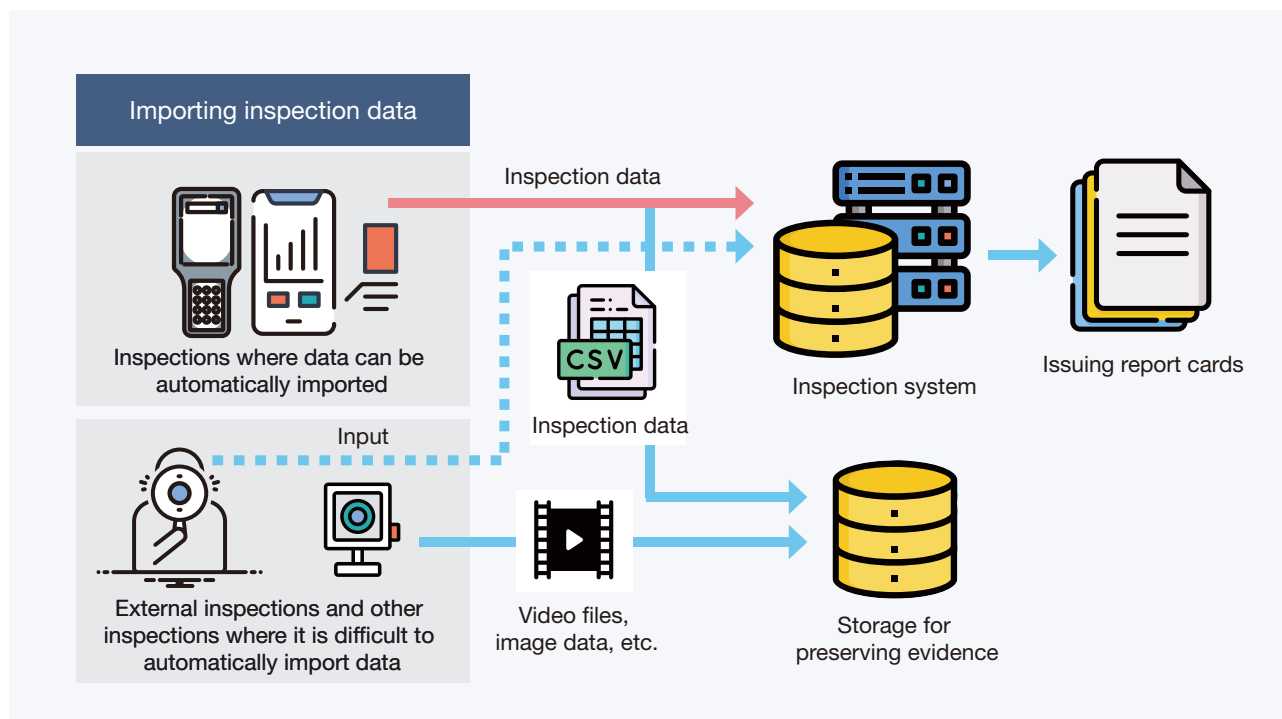 Importing inspection data
Inspection data
Inspections where data can be
automatically imported
CSV
Inspection data
Inspection system
Issuing report cards
Input
External inspections and other
inspections where it is difficult to
automatically import data
Video files,
image data, etc.
Storage for
preserving evidence